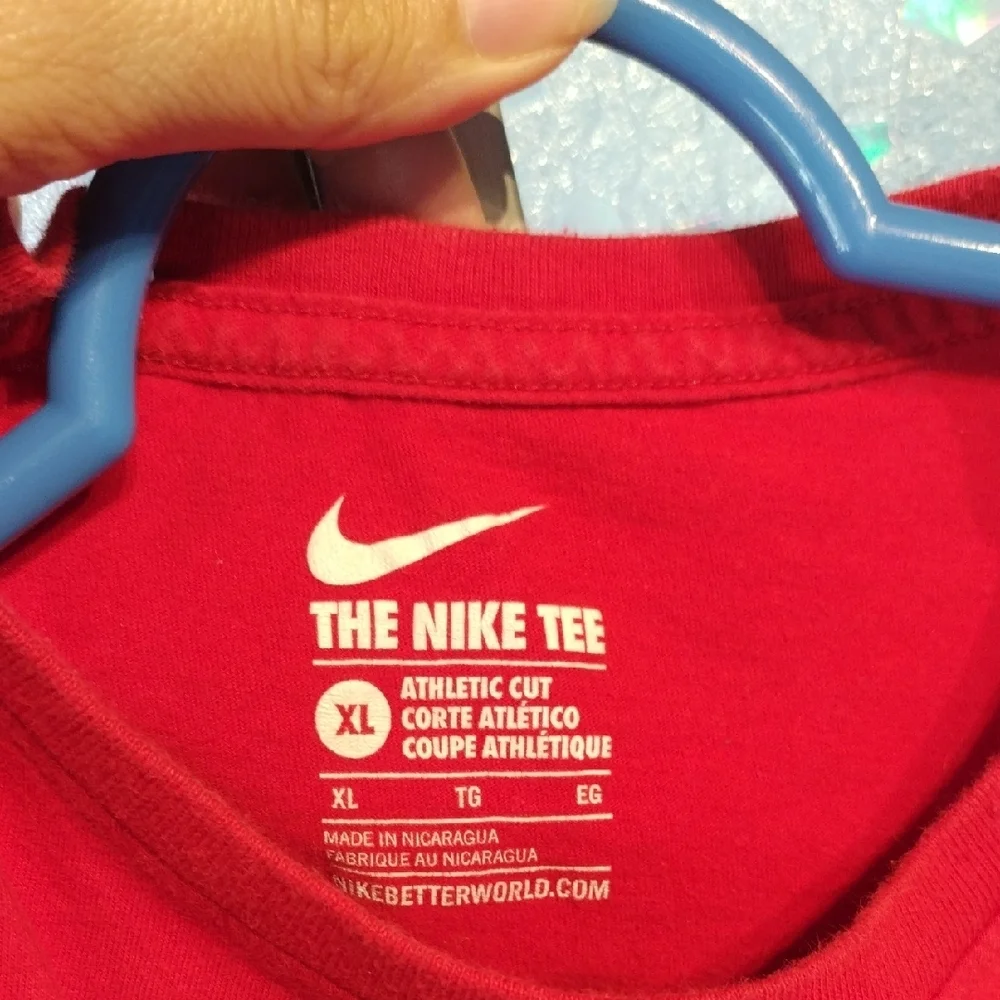 THE NIKE TEE
XL
ATHLETIC CUT
CORTE ATLÉTICO
COUPE ATHLÉTIQUE
XL TG EG
MADE IN NICARAGUA
FABRIQUE AU NICARAGUA
NIKEBETTERWORLD.COM